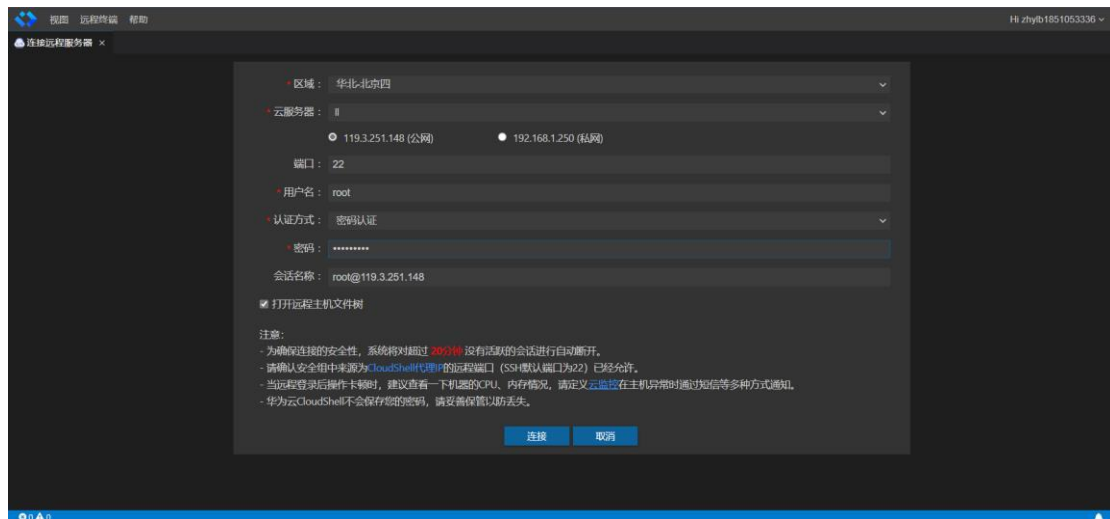 视图 远程终端 帮助 Hi zhylb1851053336
连接远程服务器 ×
* 区域： 华北-北京四
* 云服务器： ll
119.3.251.148 (公网) 192.168.1.250 (私网)
端口： 22
* 用户名： root
* 认证方式： 密码认证
* 密码： •••••••••
会话名称： root@119.3.251.148
打开远程主机文件树
注意：
- 为确保连接的安全性，系统将对超过 20分钟 没有活跃的会话进行自动断开。
- 请确认安全组中来源为CloudShell代理IP的远程端口（SSH默认端口为22）已经允许。
- 当远程登录后操作卡顿时，建议查看一下机器的CPU、内存情况，请定义云监控在主机异常时通过短信等多种方式通知。
- 华为云CloudShell不会保存您的密码，请妥善保管以防丢失。
连接 取消
0 0